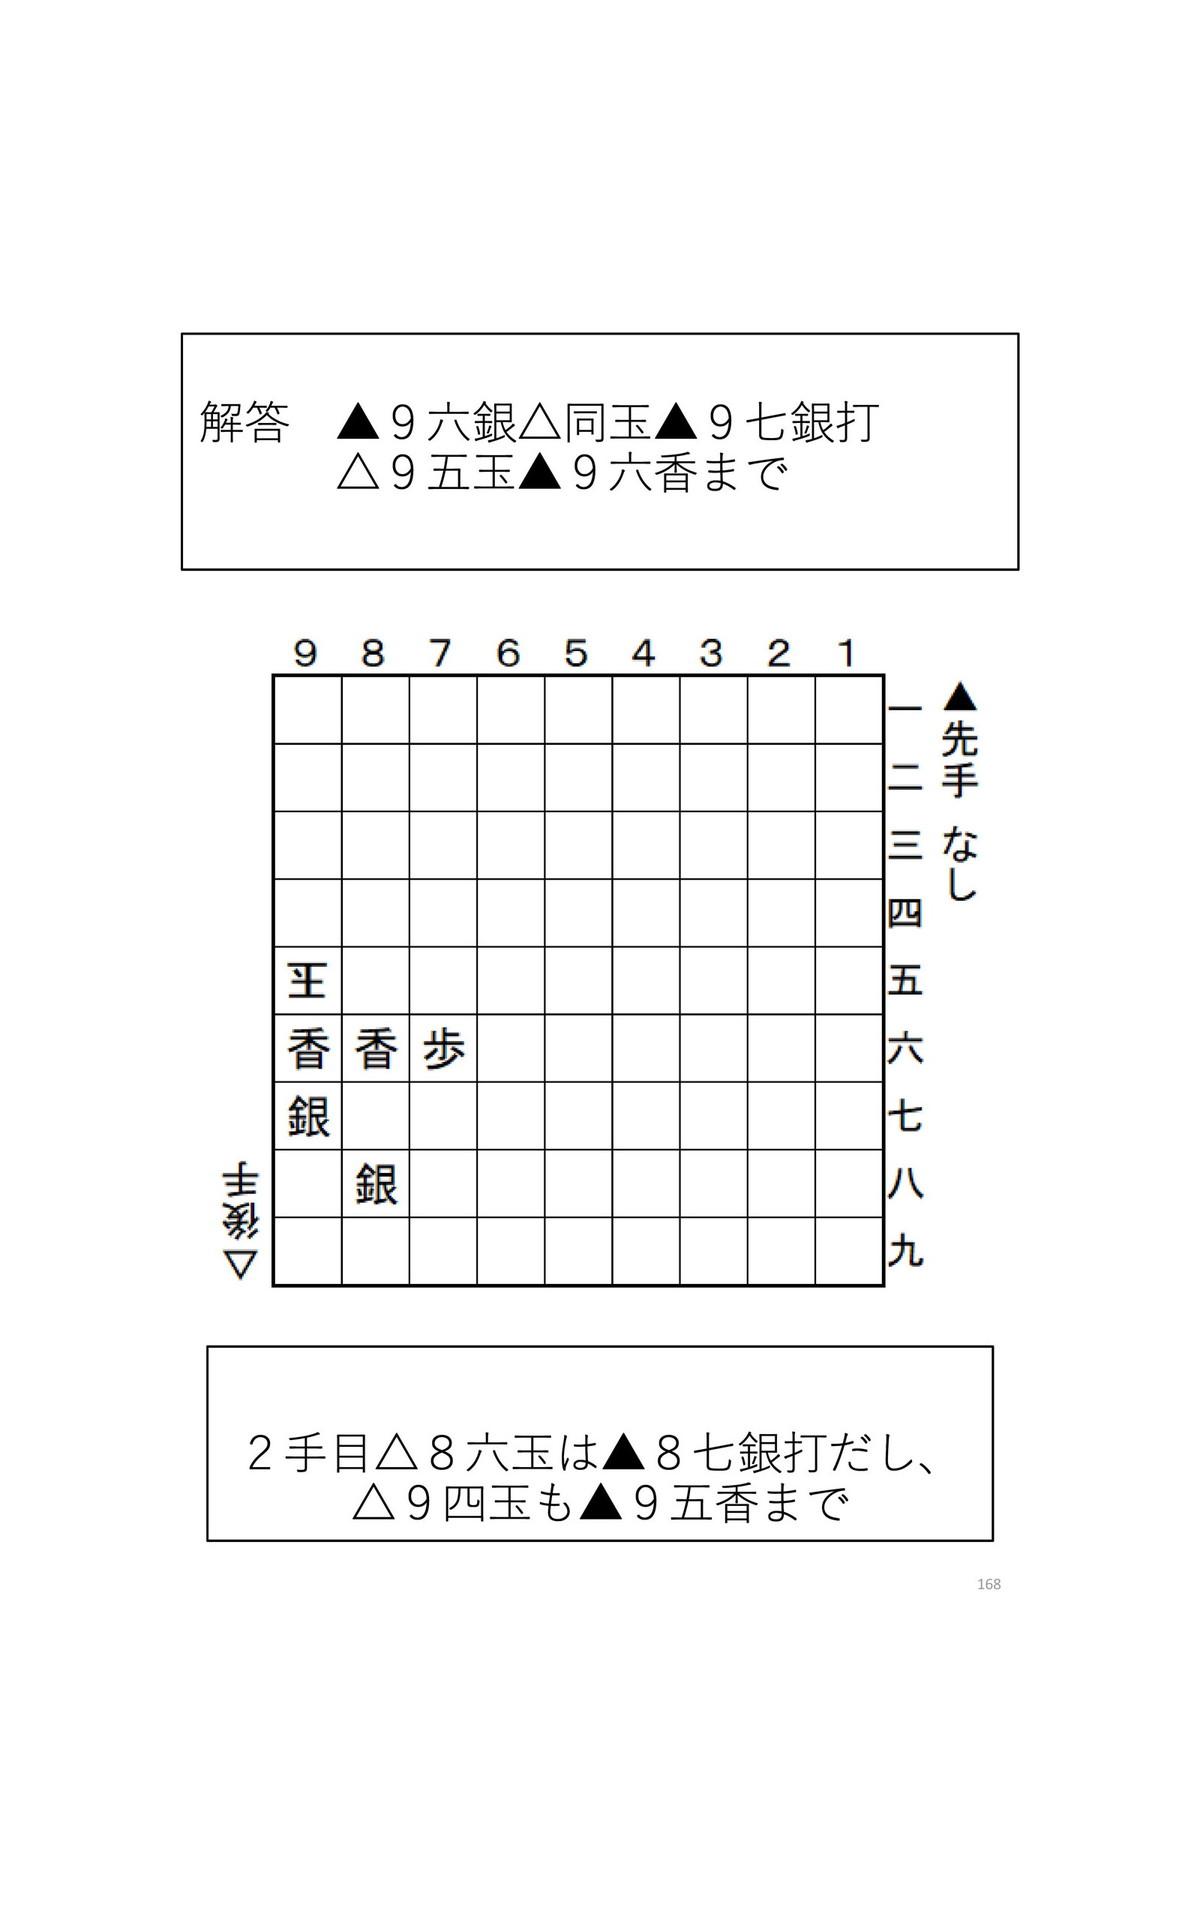 解答　▲９六銀△同玉▲９七銀打
△９五玉▲９六香まで
９ ８ ７ ６ ５ ４ ３ ２ １
一
二
三
四
王 五
香 香 歩 六
銀 七
銀 八
九
▲先手 なし
△後手
２手目△８六玉は▲８七銀打だし、
△９四玉も▲９五香まで
168